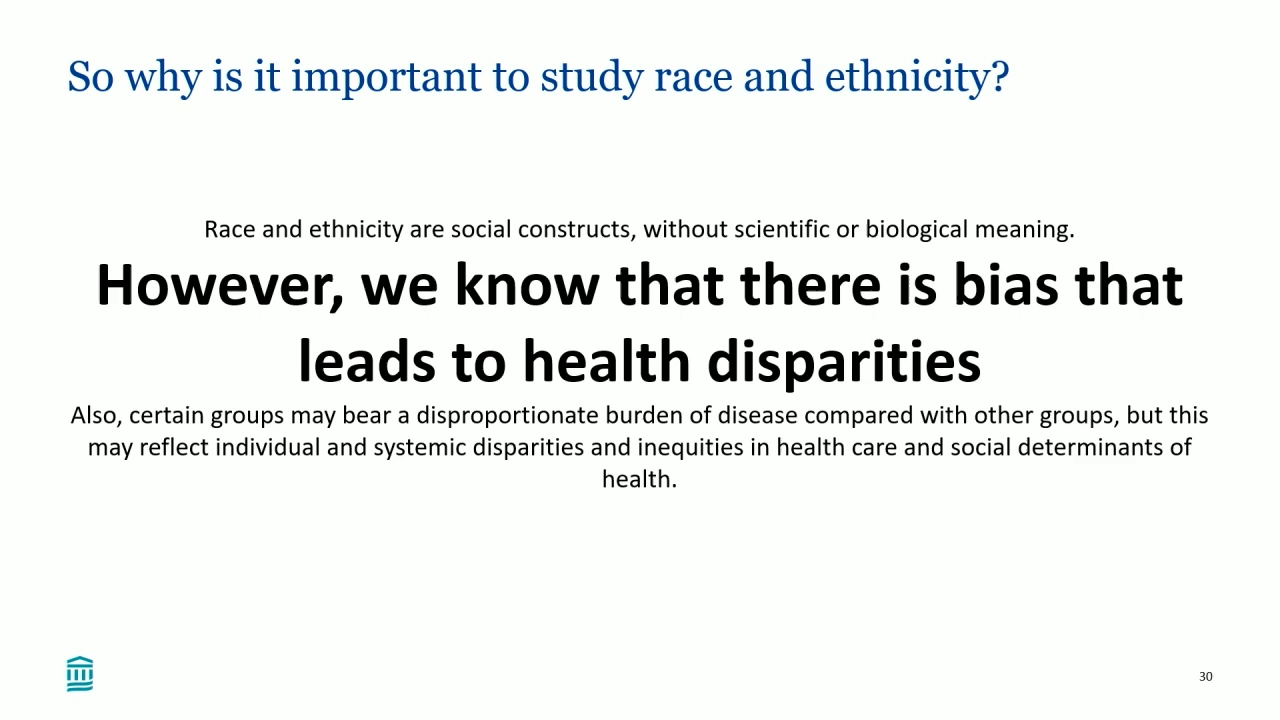 So why is it important to study race and ethnicity?
Race and ethnicity are social constructs, without scientific or biological meaning.
However, we know that there is bias that
leads to health disparities
Also, certain groups may bear a disproportionate burden of disease compared with other groups, but this
may reflect individual and systemic disparities and inequities in health care and social determinants of
health.
30